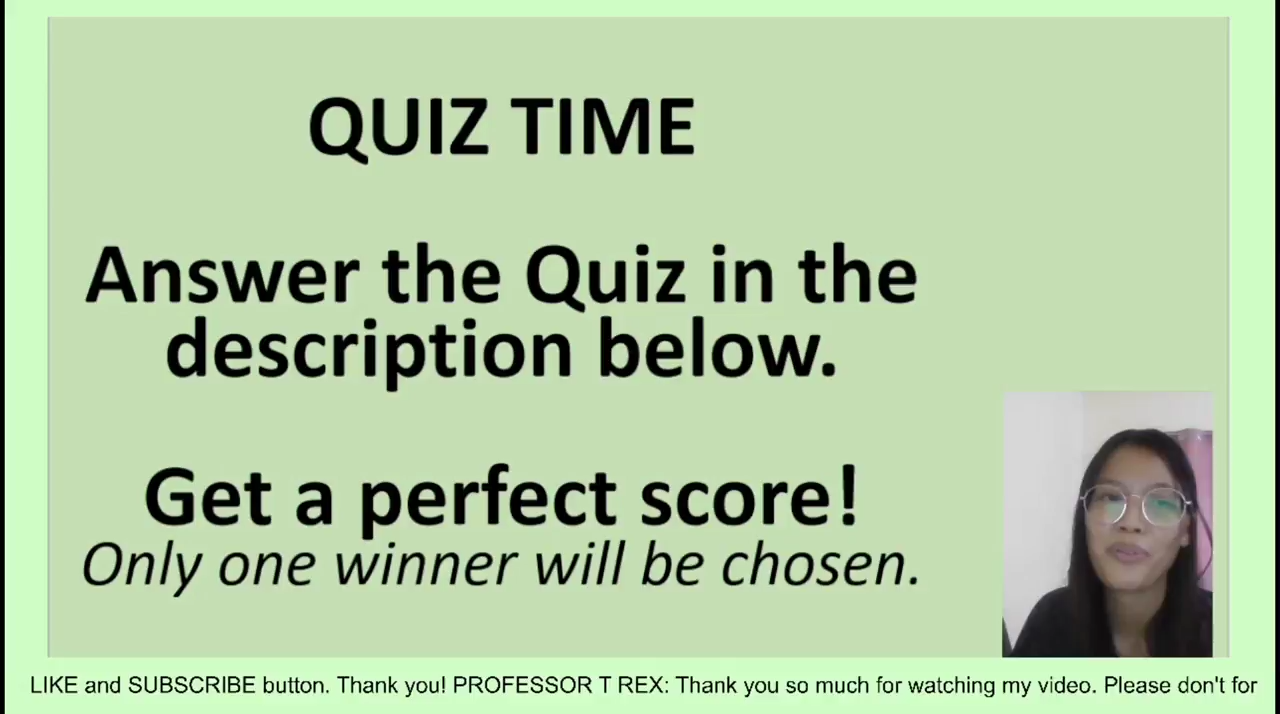 QUIZ TIME
Answer the Quiz in the
description below.
Get a perfect score!
Only one winner will be chosen.
LIKE and SUBSCRIBE button. Thank you! PROFESSOR T REX: Thank you so much for watching my video. Please don't for